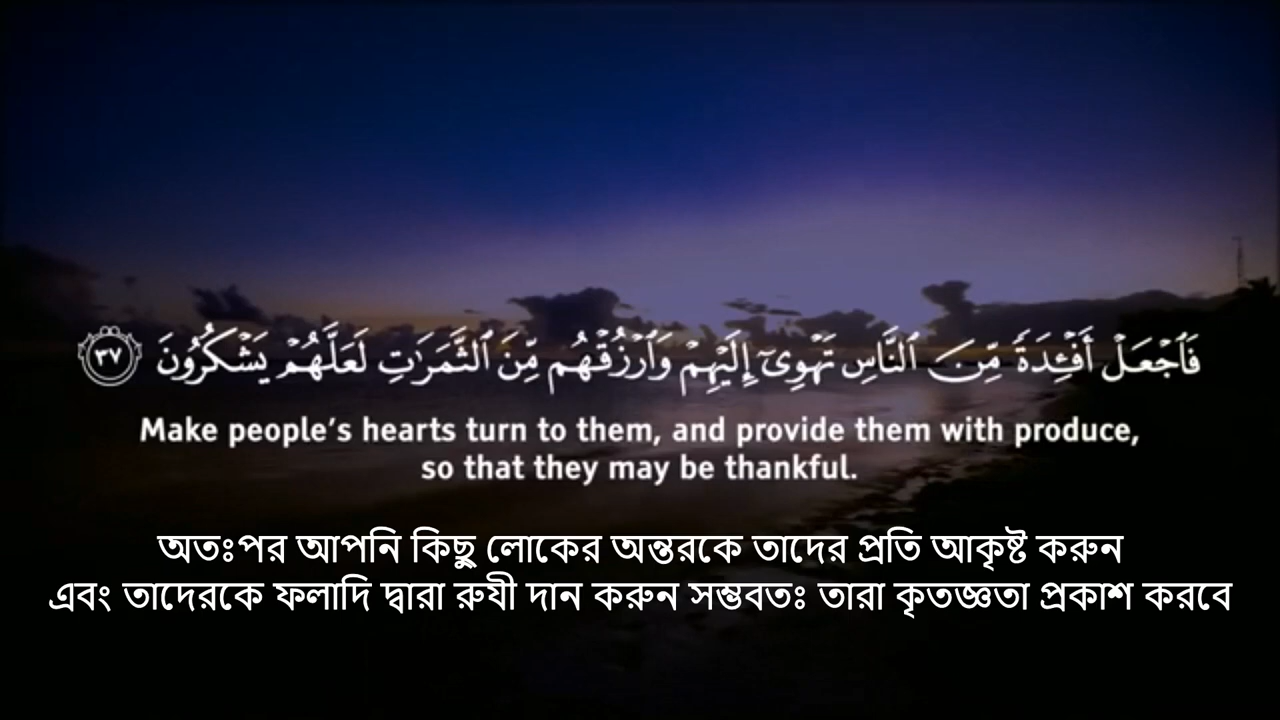 فَٱجۡعَلۡ أَفۡـِٔدَةٗ مِّنَ ٱلنَّاسِ تَهۡوِيٓ إِلَيۡهِمۡ وَٱرۡزُقۡهُم مِّنَ ٱلثَّمَرَٰتِ لَعَلَّهُمۡ يَشۡكُرُونَ ٣٧
Make people's hearts turn to them, and provide them with produce,
so that they may be thankful.
অতঃপর আপনি কিছু লোকের অন্তরকে তাদের প্রতি আকৃষ্ট করুন
এবং তাদেরকে ফলাদি দ্বারা রুযী দান করুন সম্ভবতঃ তারা কৃতজ্ঞতা প্রকাশ করবে